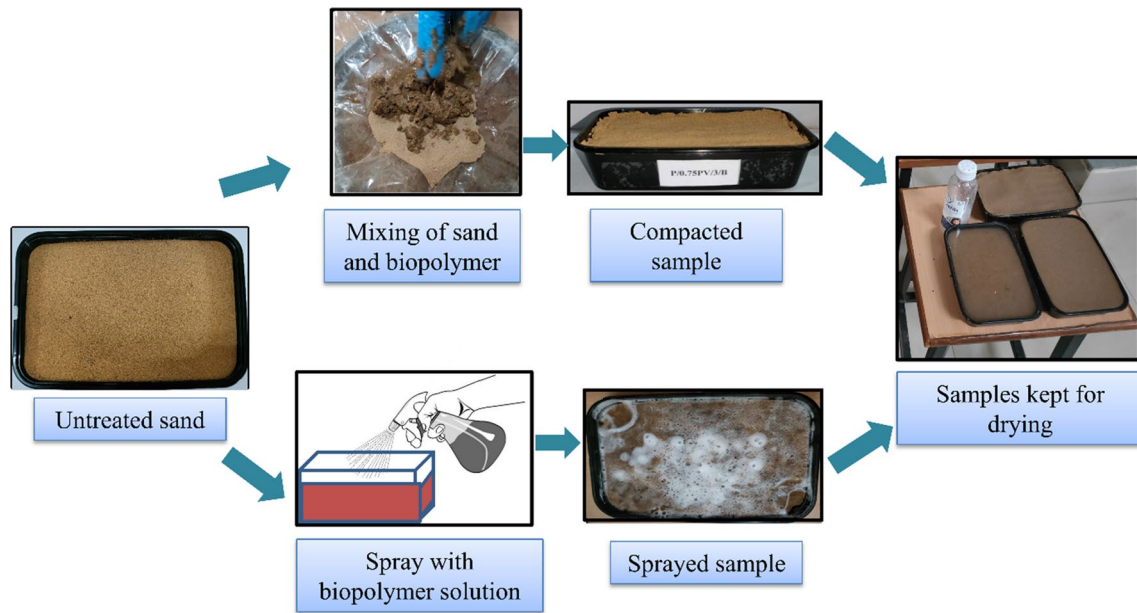 Untreated sand
Mixing of sand
and biopolymer
P/0.75PV/3/B
Compacted
sample
Spray with
biopolymer solution
Sprayed sample
Samples kept for
drying